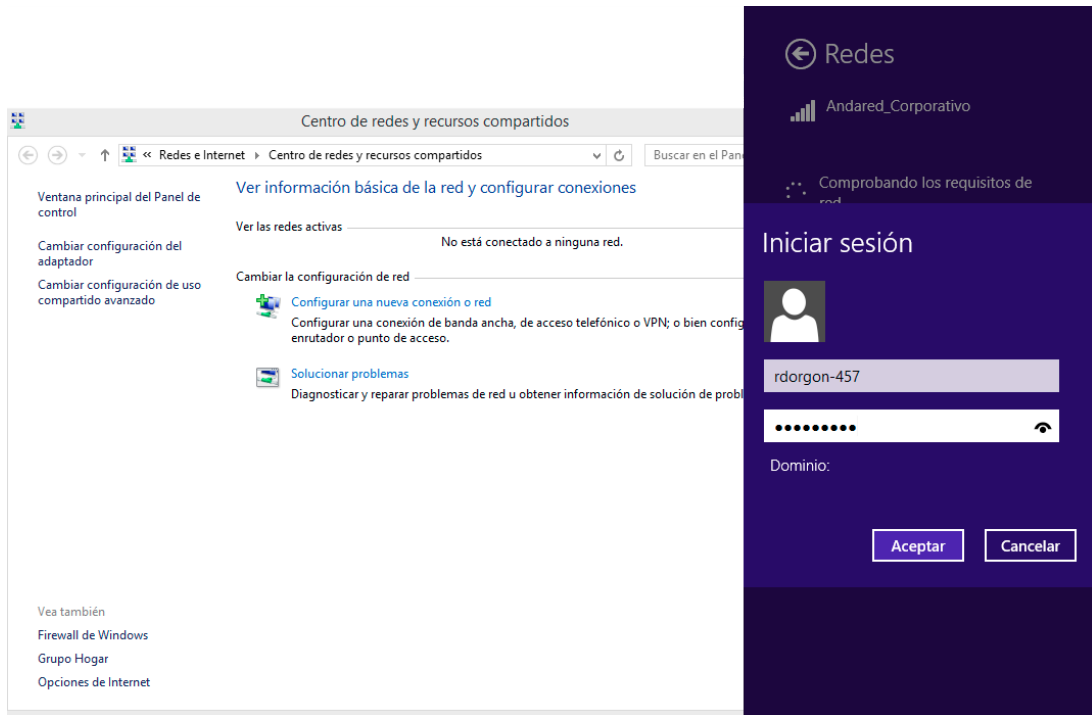 Centro de redes y recursos compartidos
« Redes e Internet Centro de redes y recursos compartidos
Buscar en el Pan
Ventana principal del Panel de
control
Cambiar configuración del
adaptador
Cambiar configuración de uso
compartido avanzado
Ver información básica de la red y configurar conexiones
Ver las redes activas
No está conectado a ninguna red.
Cambiar la configuración de red
Configurar una nueva conexión o red
Configurar una conexión de banda ancha, de acceso telefónico o VPN; o bien config
enrutador o punto de acceso.
Solucionar problemas
Diagnosticar y reparar problemas de red u obtener información de solución de probl
Vea también
Firewall de Windows
Grupo Hogar
Opciones de Internet
Redes
Andared_Corporativo
Comprobando los requisitos de
red
Iniciar sesión
rdorgon-457
•••••••••
Dominio:
Aceptar
Cancelar